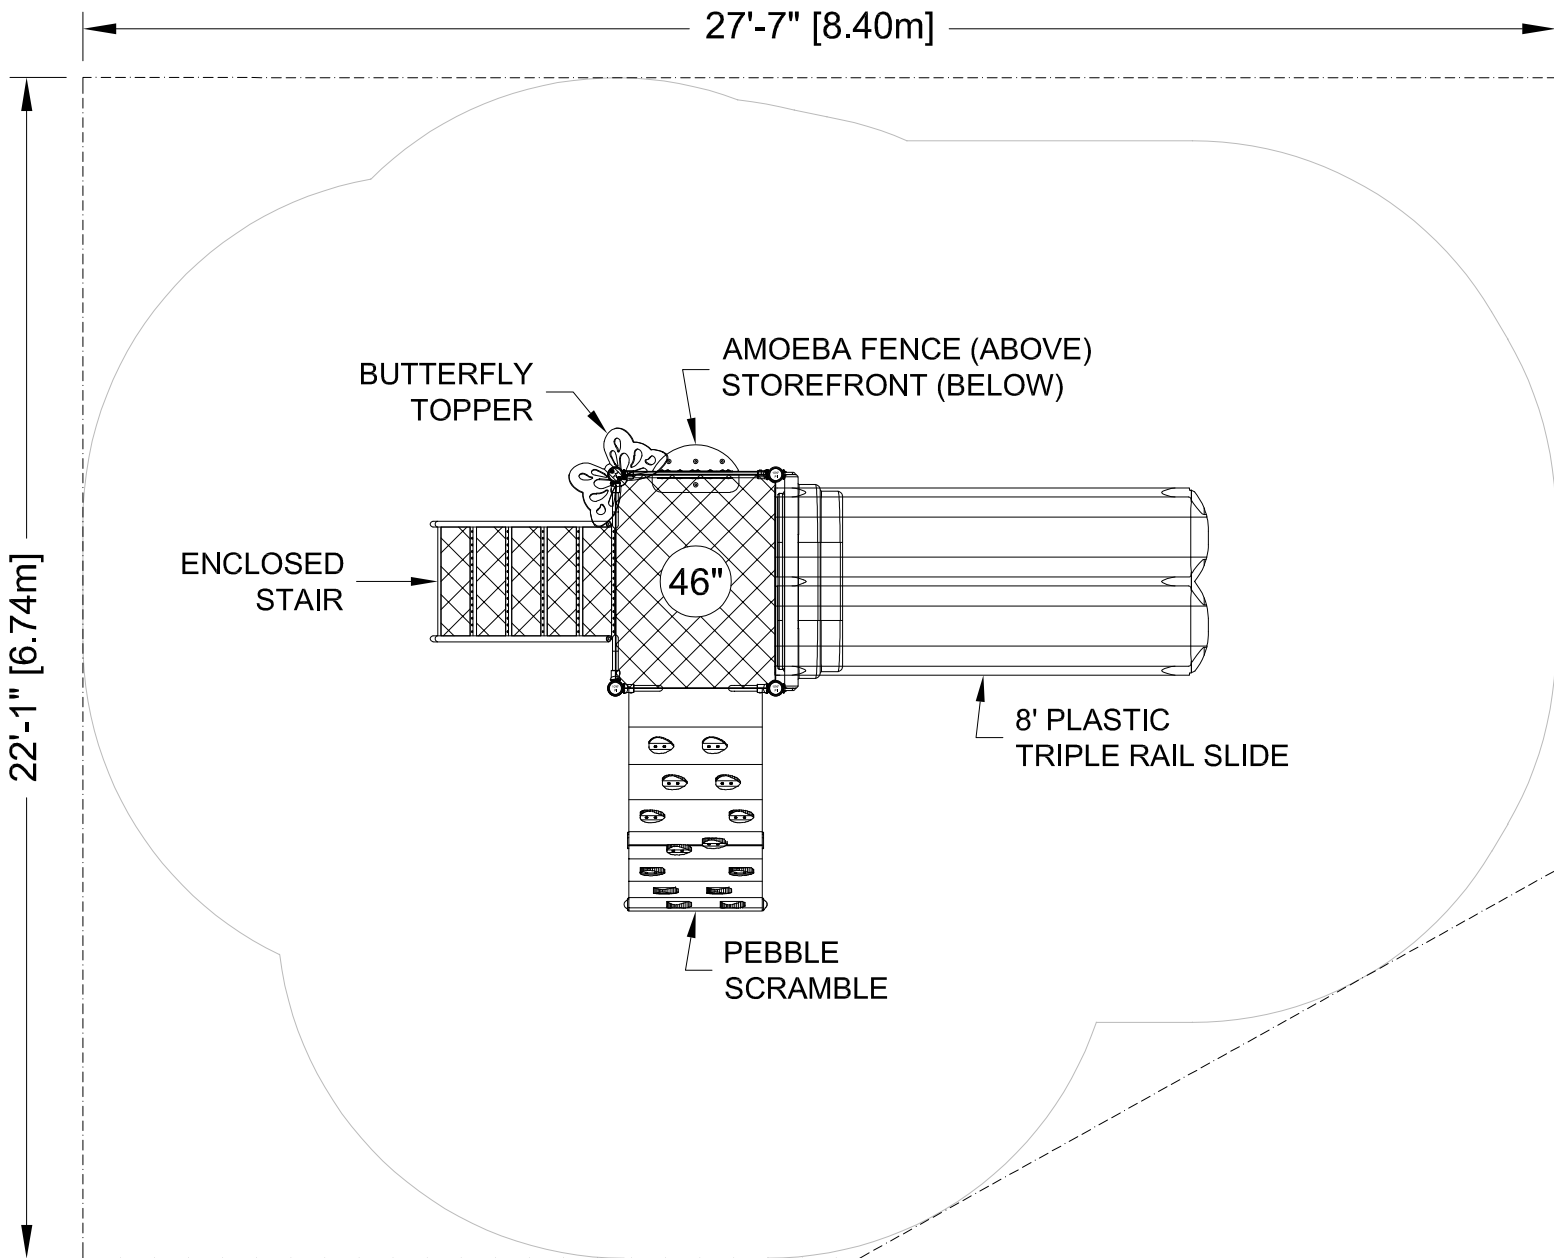 27'-7" [8.40m]
22'-1" [6.74m]
BUTTERFLY
TOPPER
AMOEBA FENCE (ABOVE)
STOREFRONT (BELOW)
ENCLOSED
STAIR
46"
8' PLASTIC
TRIPLE RAIL SLIDE
PEBBLE
SCRAMBLE